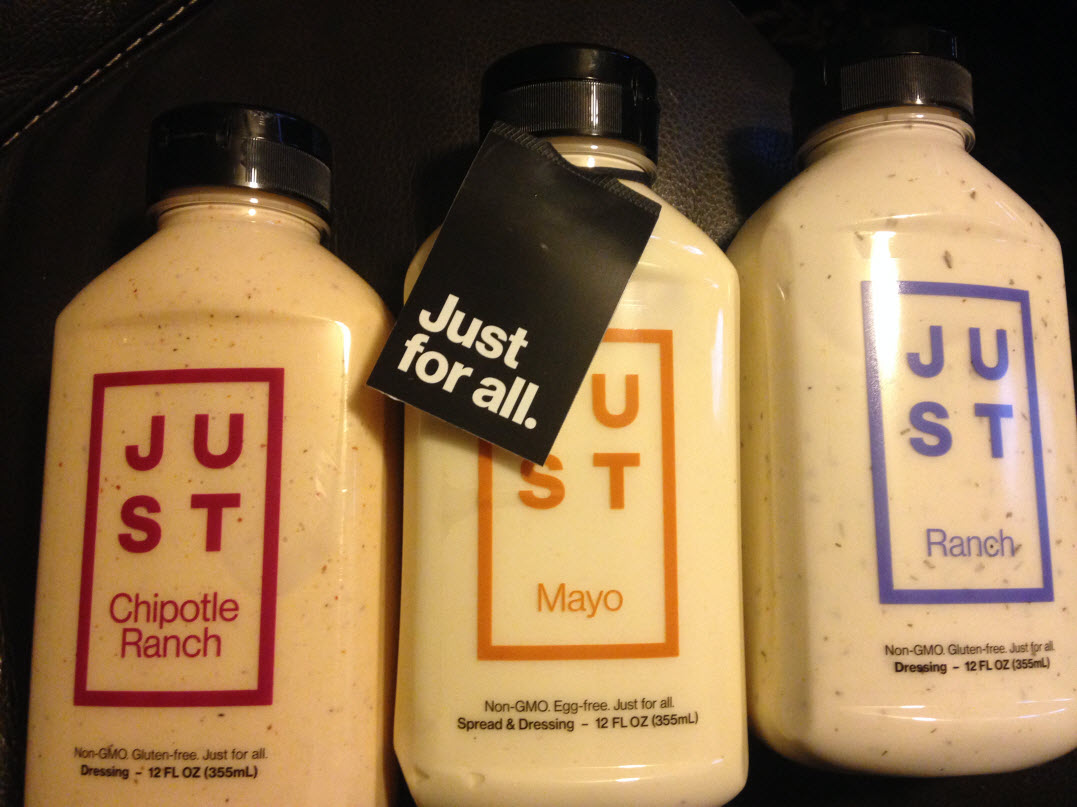 J U
S T
Chipotle
Ranch
Non-GMO. Gluten-free. Just for all.
Dressing – 12 FL OZ (355mL)
Just
for all.
U
S T
Mayo
Non-GMO. Egg-free. Just for all.
Spread & Dressing – 12 FL OZ (355mL)
J U
S T
Ranch
Non-GMO. Gluten-free. Just for all.
Dressing – 12 FL OZ (355mL)